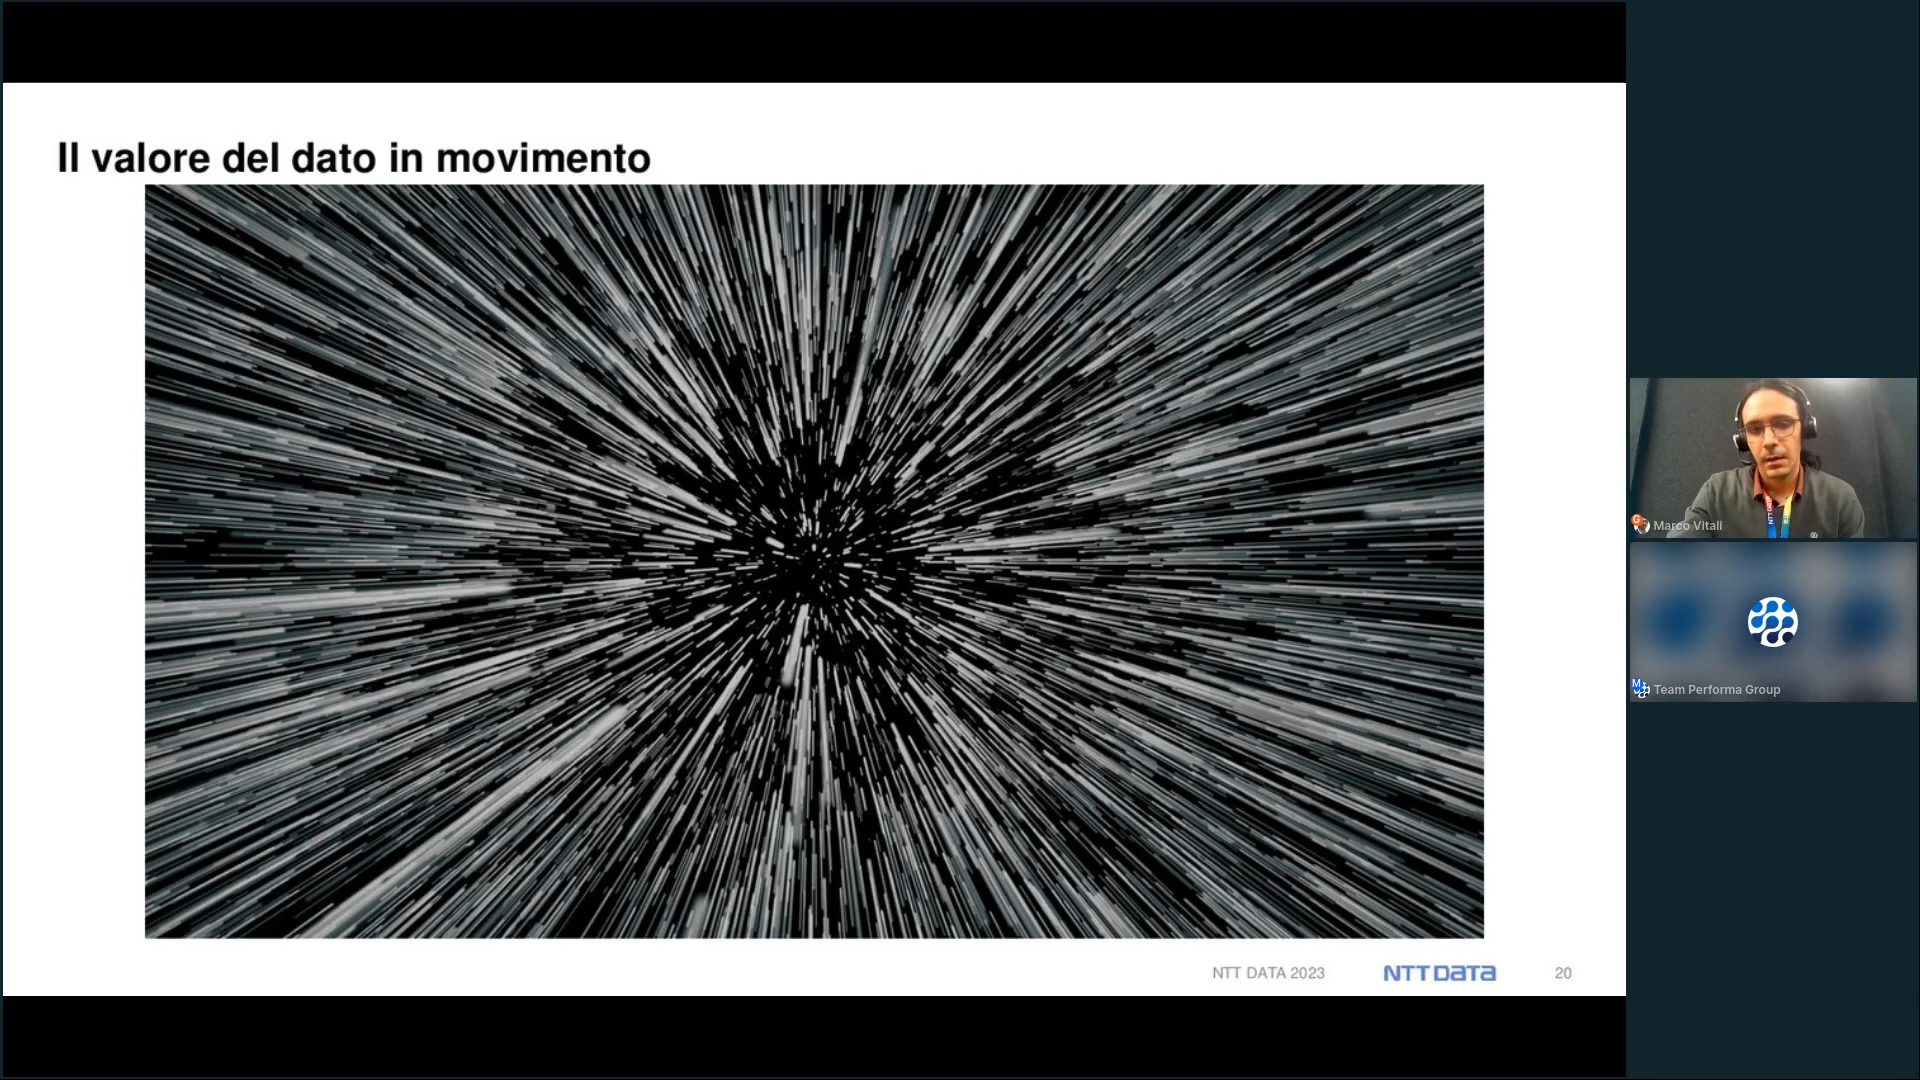 Il valore del dato in movimento
NTT DATA 2023
NTT DATA
20
Marco Vitali
Team Performa Group